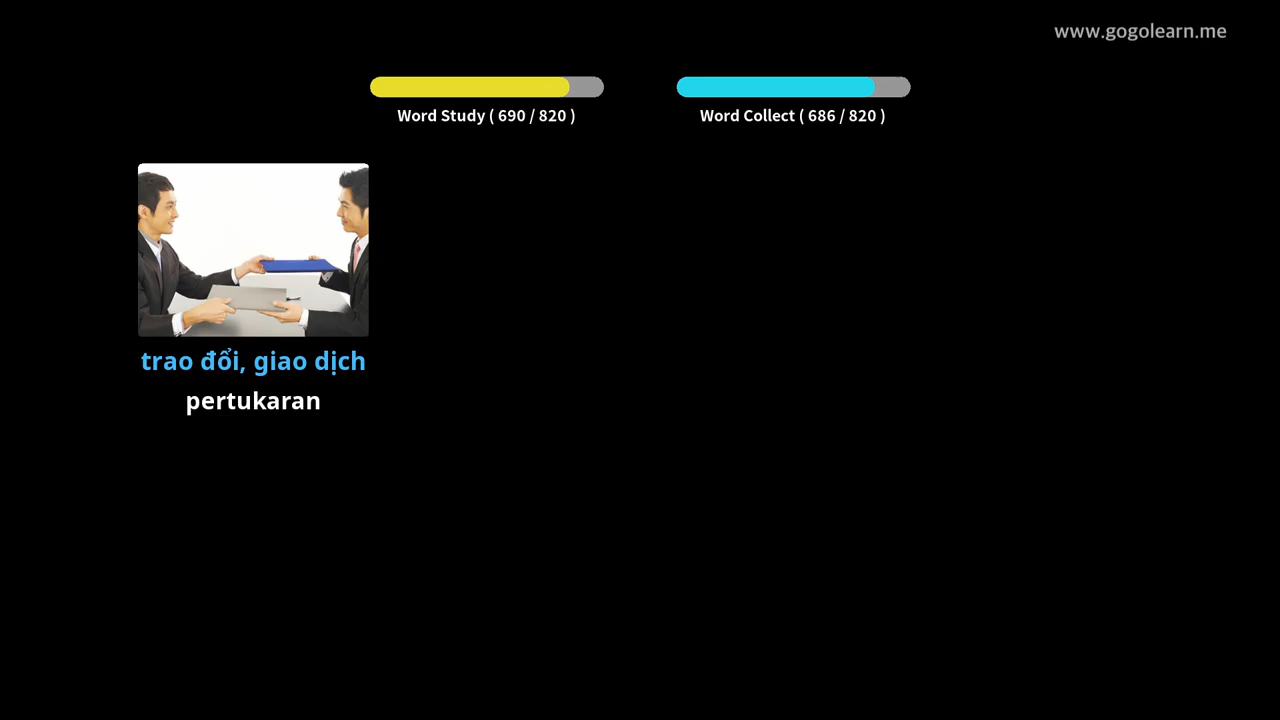 www.gogolearn.me
Word Study ( 690 / 820 )
Word Collect ( 686 / 820 )
trao đổi, giao dịch
pertukaran